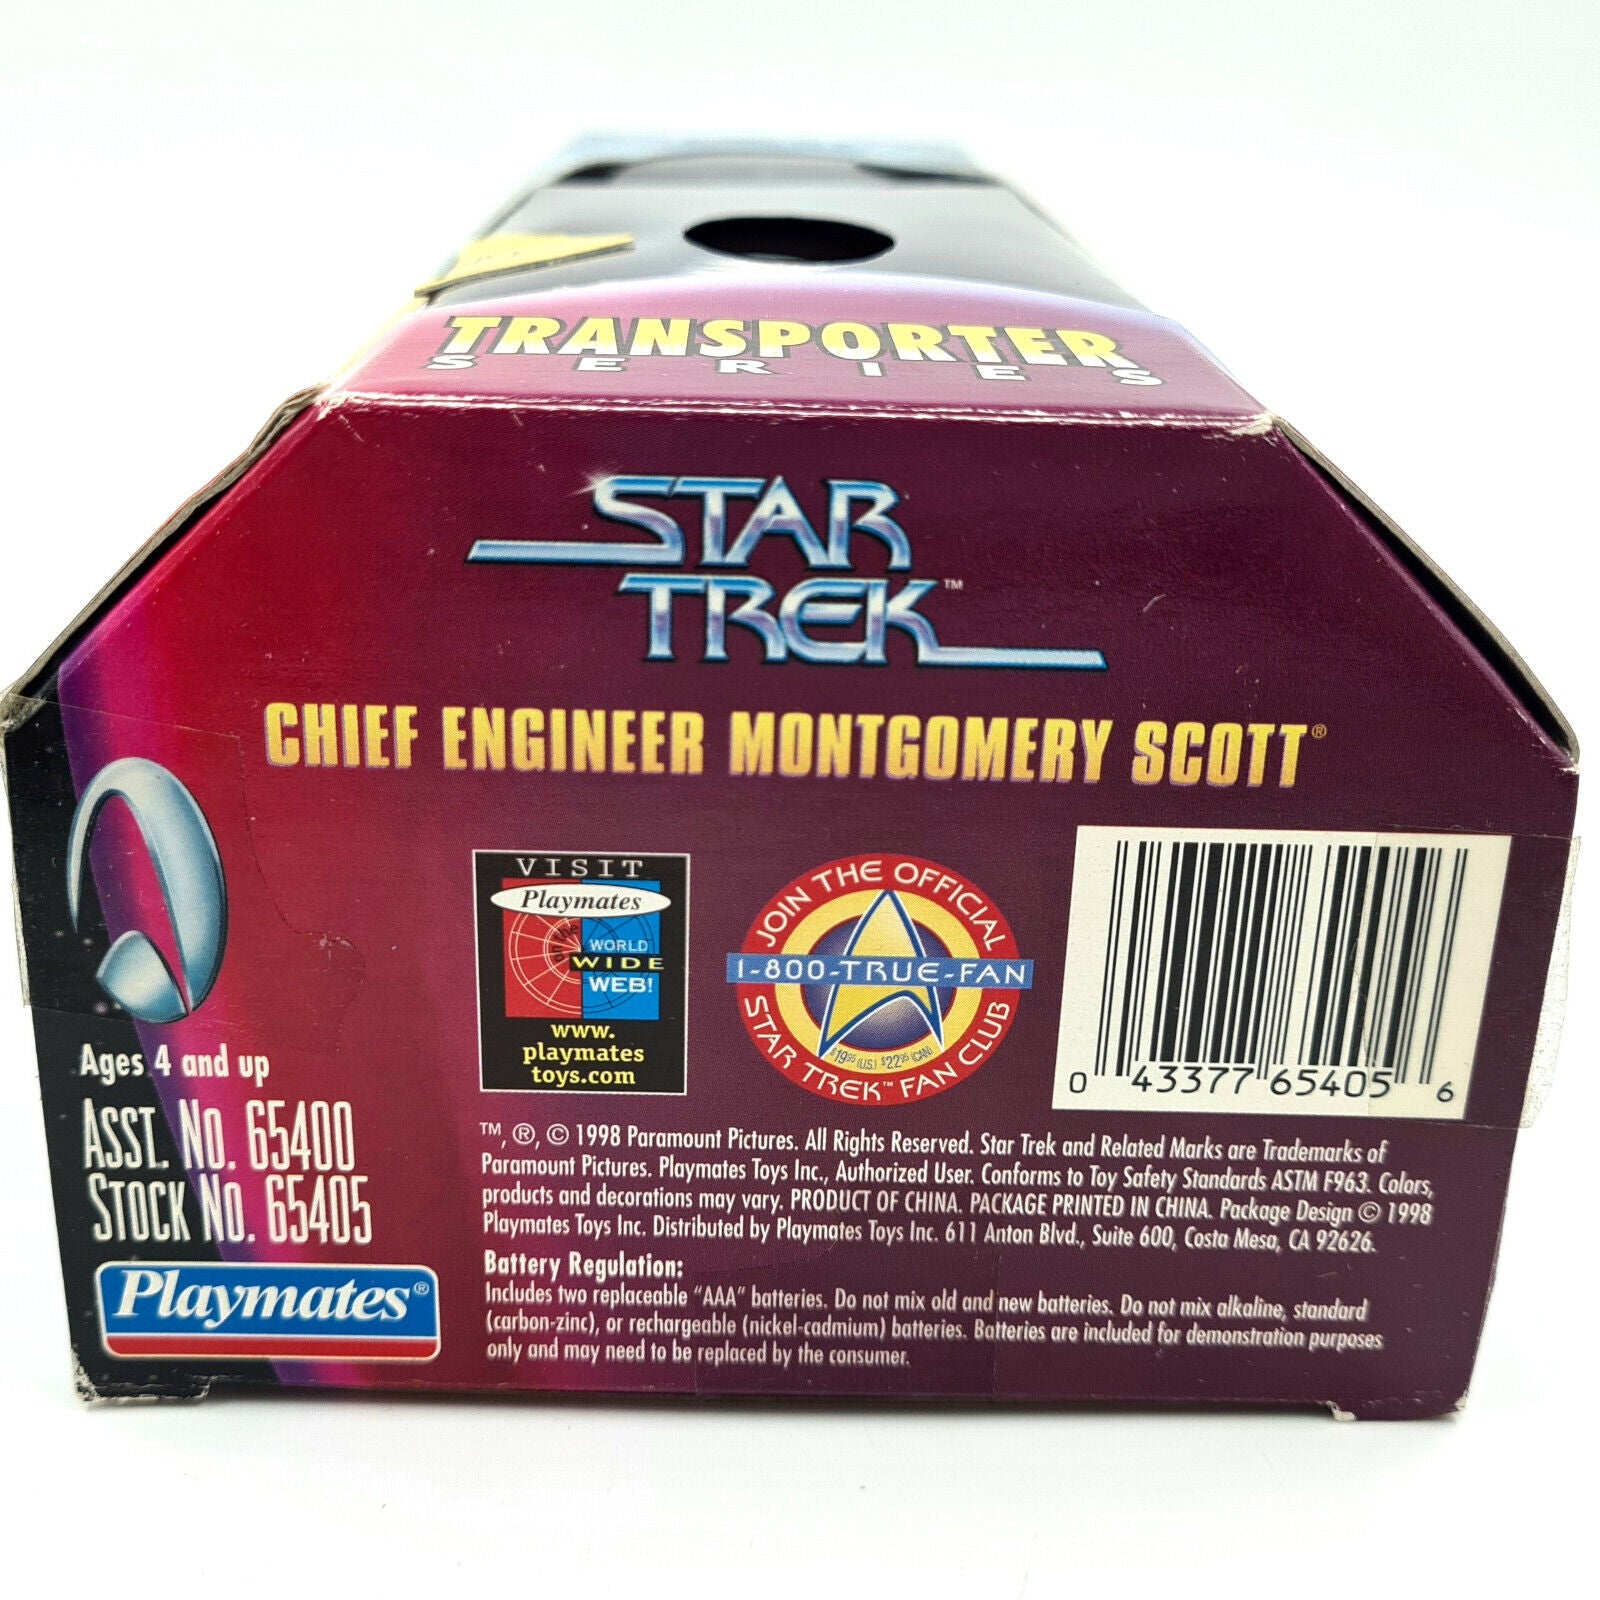 TRANSPORTER
SERIES
STAR
TREK™
CHIEF ENGINEER MONTGOMERY SCOTT®
VISIT
Playmates
on the
WORLD
WIDE
WEB!
www.
playmates
toys.com
JOIN THE OFFICIAL
1-800-TRUE-FAN
$19.95 (U.S.) $22.95 (CAN)
STAR TREK™ FAN CLUB
0 43377 65405 6
Ages 4 and up
ASST. NO. 65400
STOCK NO. 65405
Playmates®
™, ®, © 1998 Paramount Pictures. All Rights Reserved. Star Trek and Related Marks are Trademarks of
Paramount Pictures. Playmates Toys Inc., Authorized User. Conforms to Toy Safety Standards ASTM F963. Colors,
products and decorations may vary. PRODUCT OF CHINA. PACKAGE PRINTED IN CHINA. Package Design © 1998
Playmates Toys Inc. Distributed by Playmates Toys Inc. 611 Anton Blvd., Suite 600, Costa Mesa, CA 92626.
Battery Regulation:
Includes two replaceable "AAA" batteries. Do not mix old and new batteries. Do not mix alkaline, standard
(carbon-zinc), or rechargeable (nickel-cadmium) batteries. Batteries are included for demonstration purposes
only and may need to be replaced by the consumer.